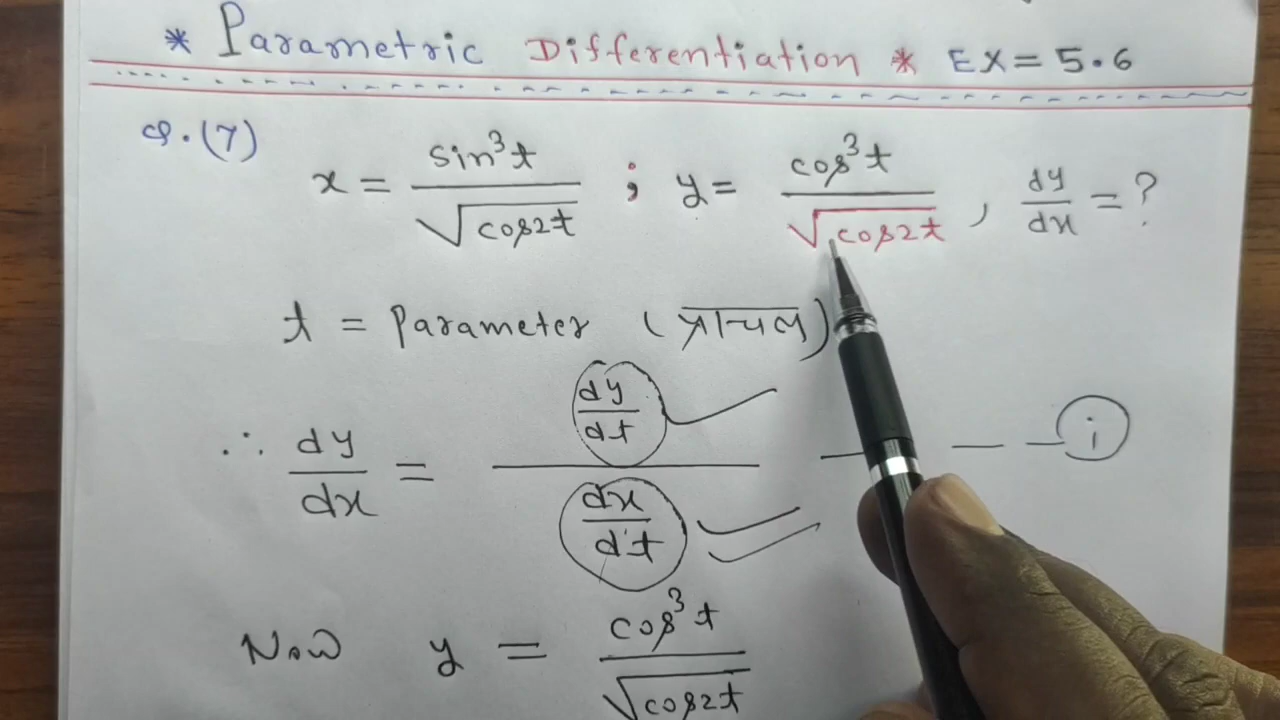 * Parametric Differentiation * EX = 5.6
Q.(7) x = sin³t / √cos2t ; y = cos³t / √cos2t , dy/dx = ?
t = Parameter (प्राचल)
∴ dy/dx = (dy/dt) / (dx/dt) — — — (i)
Now y = cos³t / √cos2t